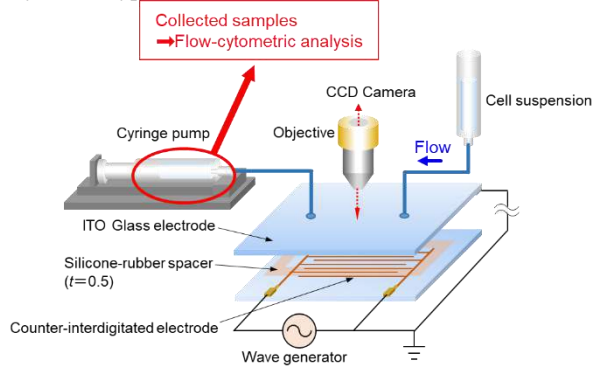 Collected samples
➡Flow-cytometric analysis
CCD Camera
Cell suspension
Cyringe pump
Objective
Flow
ITO Glass electrode
Silicone-rubber spacer
(t=0.5)
Counter-interdigitated electrode
Wave generator